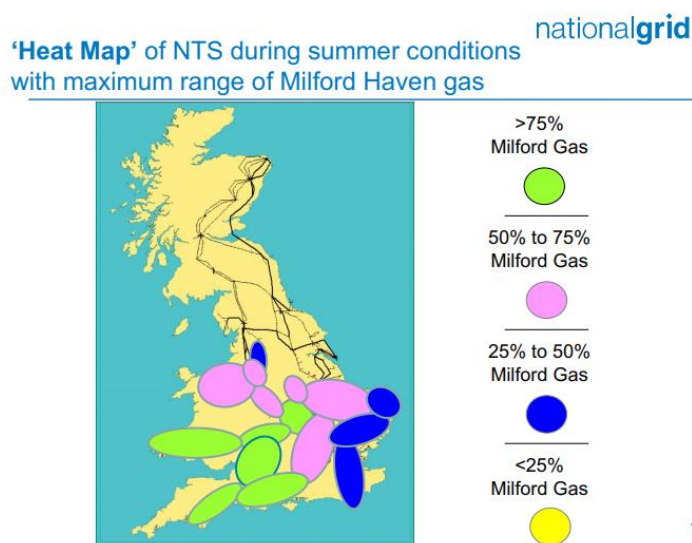 nationalgrid
'Heat Map' of NTS during summer conditions
with maximum range of Milford Haven gas
>75%
Milford Gas
50% to 75%
Milford Gas
25% to 50%
Milford Gas
<25%
Milford Gas